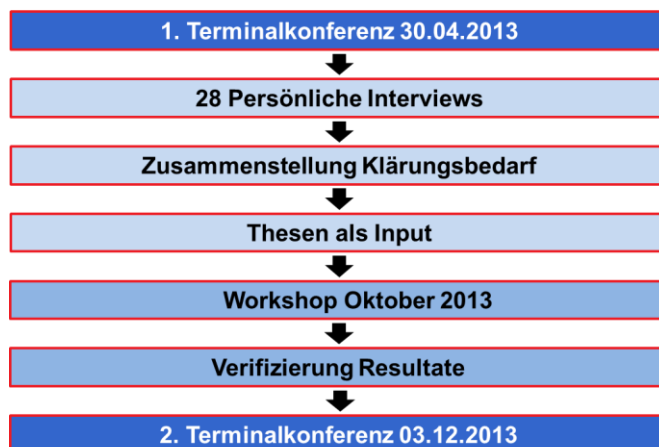 1. Terminalkonferenz 30.04.2013
28 Persönliche Interviews
Zusammenstellung Klärungsbedarf
Thesen als Input
Workshop Oktober 2013
Verifizierung Resultate
2. Terminalkonferenz 03.12.2013